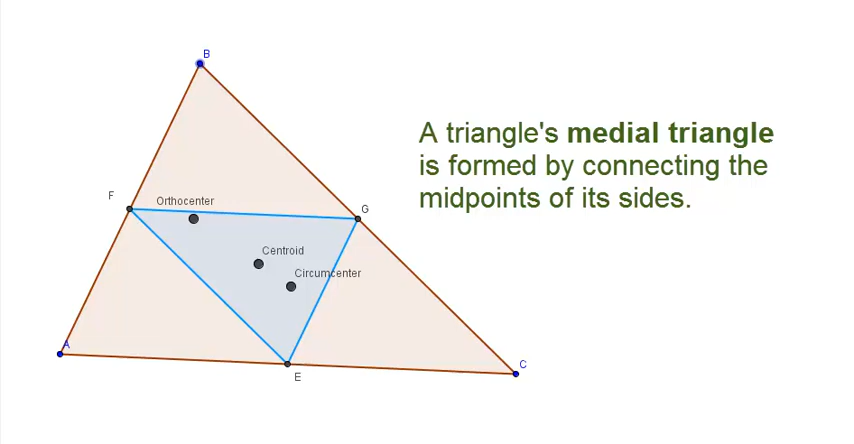 B
A triangle's medial triangle
is formed by connecting the
midpoints of its sides.
F
Orthocenter
G
Centroid
Circumcenter
A
E
C